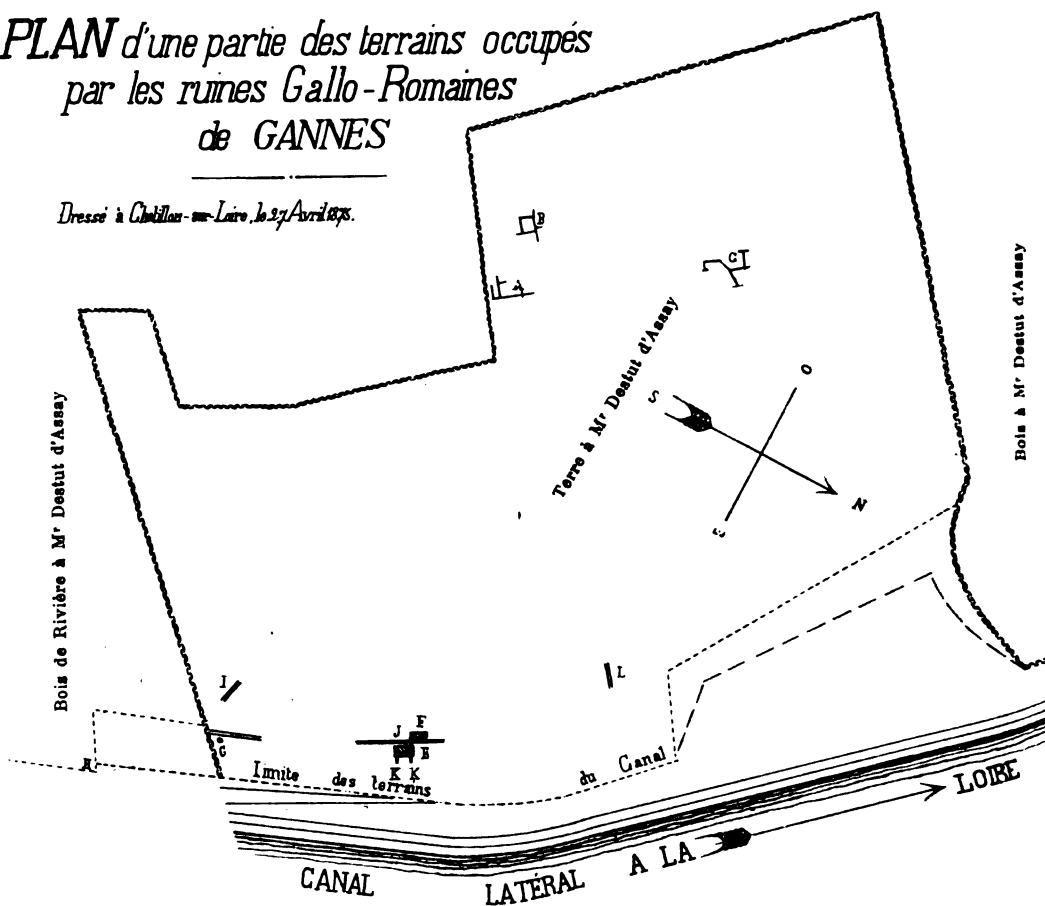 PLAN d'une partie des terrains occupés
par les ruines Gallo-Romaines
de GANNES
Dressé à Châtillon-sur-Loire, le 27 Avril 1875.
B
A
C
Terre à Mr Destut d'Assay
Bois à Mr Destut d'Assay
Bois de Rivière à Mr Destut d'Assay
S
O
E
N
I
L
G
J
F
E
K K
limite des terrains du Canal
CANAL LATÉRAL A LA LOIRE